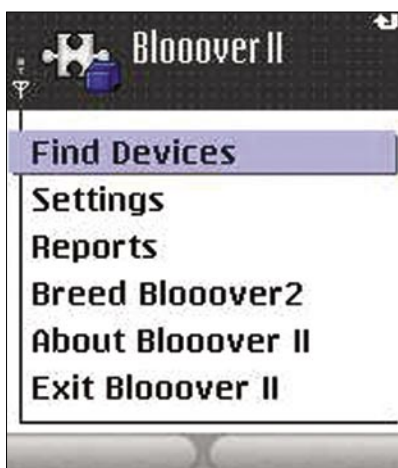 Blooover II
Find Devices
Settings
Reports
Breed Blooover2
About Blooover II
Exit Blooover II